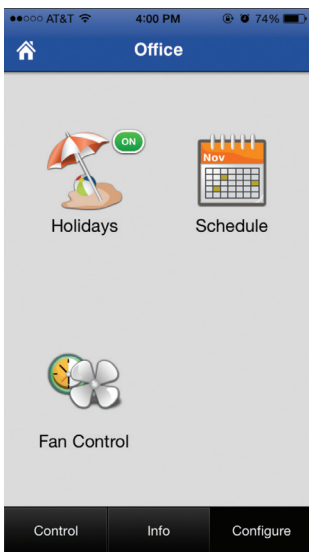 AT&T 4:00 PM 74%
Office
ON
Nov
Holidays Schedule
Fan Control
Control Info Configure